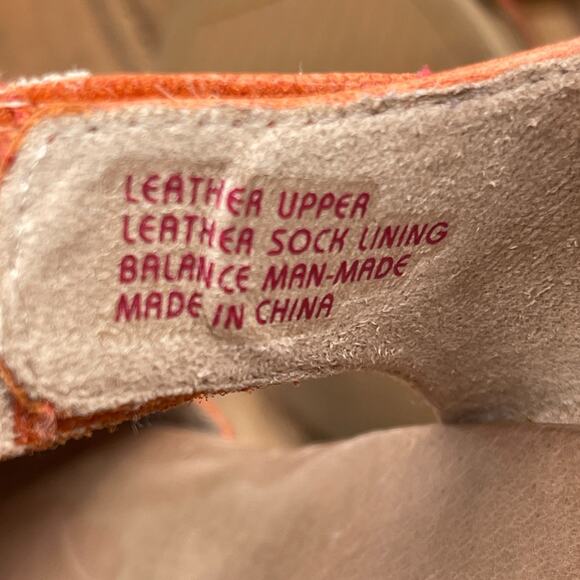 LEATHER UPPER
LEATHER SOCK LINING
BALANCE MAN-MADE
MADE IN CHINA